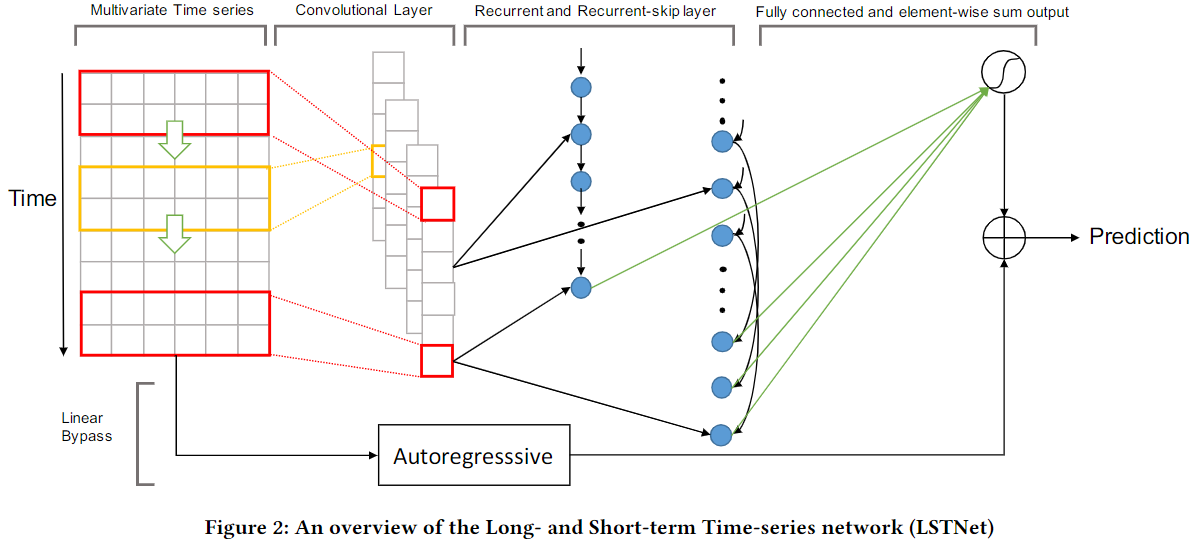 Multivariate Time series
Convolutional Layer
Recurrent and Recurrent-skip layer
Fully connected and element-wise sum output
Time
Prediction
Linear
Bypass
Autoregresssive
Figure 2: An overview of the Long- and Short-term Time-series network (LSTNet)